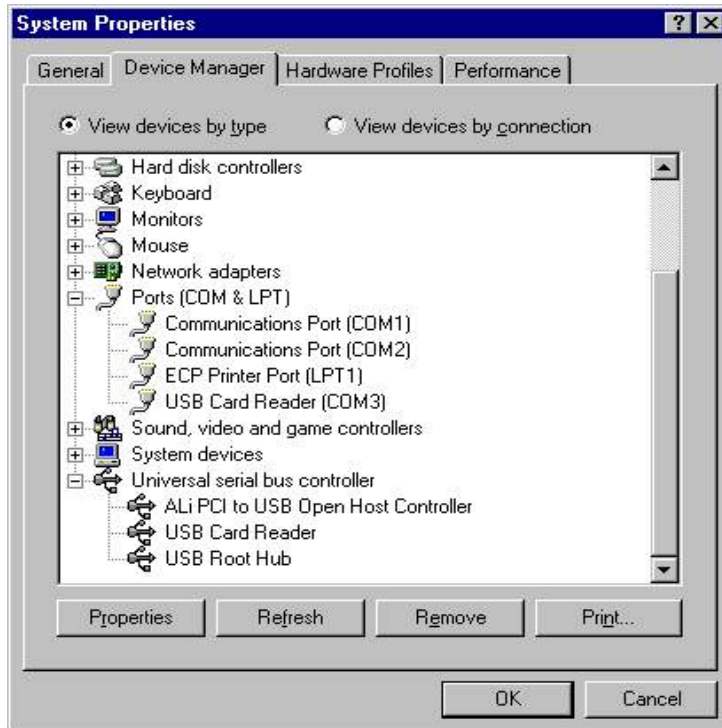 System Properties
General Device Manager Hardware Profiles Performance
View devices by type View devices by connection
Hard disk controllers
Keyboard
Monitors
Mouse
Network adapters
Ports (COM & LPT)
Communications Port (COM1)
Communications Port (COM2)
ECP Printer Port (LPT1)
USB Card Reader (COM3)
Sound, video and game controllers
System devices
Universal serial bus controller
ALi PCI to USB Open Host Controller
USB Card Reader
USB Root Hub
Properties Refresh Remove Print...
OK Cancel